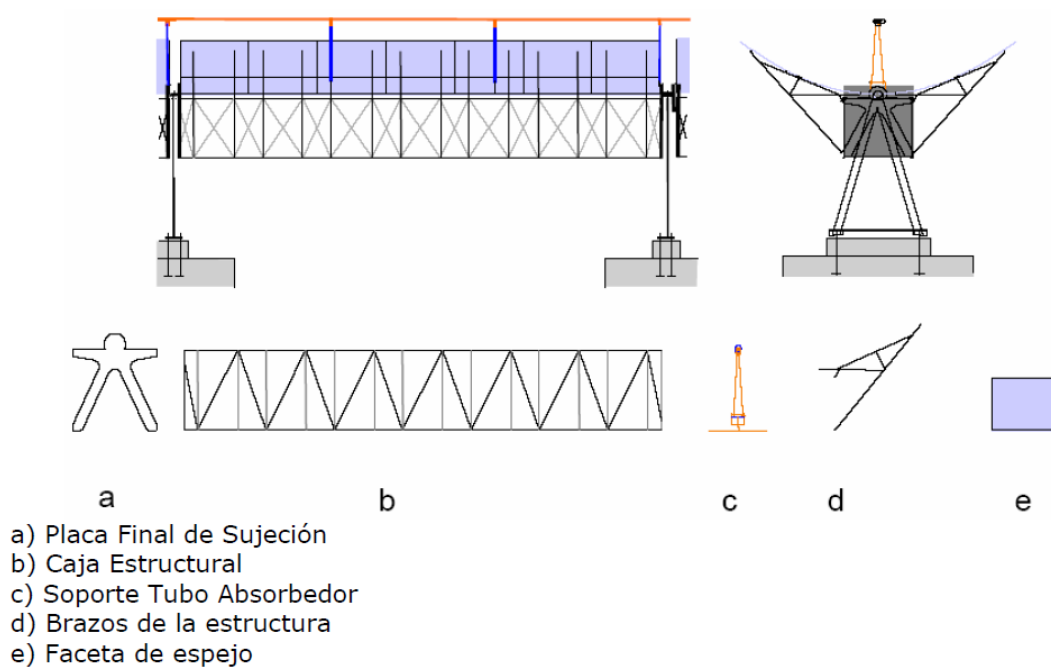 a b c d e
a) Placa Final de Sujeción
b) Caja Estructural
c) Soporte Tubo Absorbedor
d) Brazos de la estructura
e) Faceta de espejo